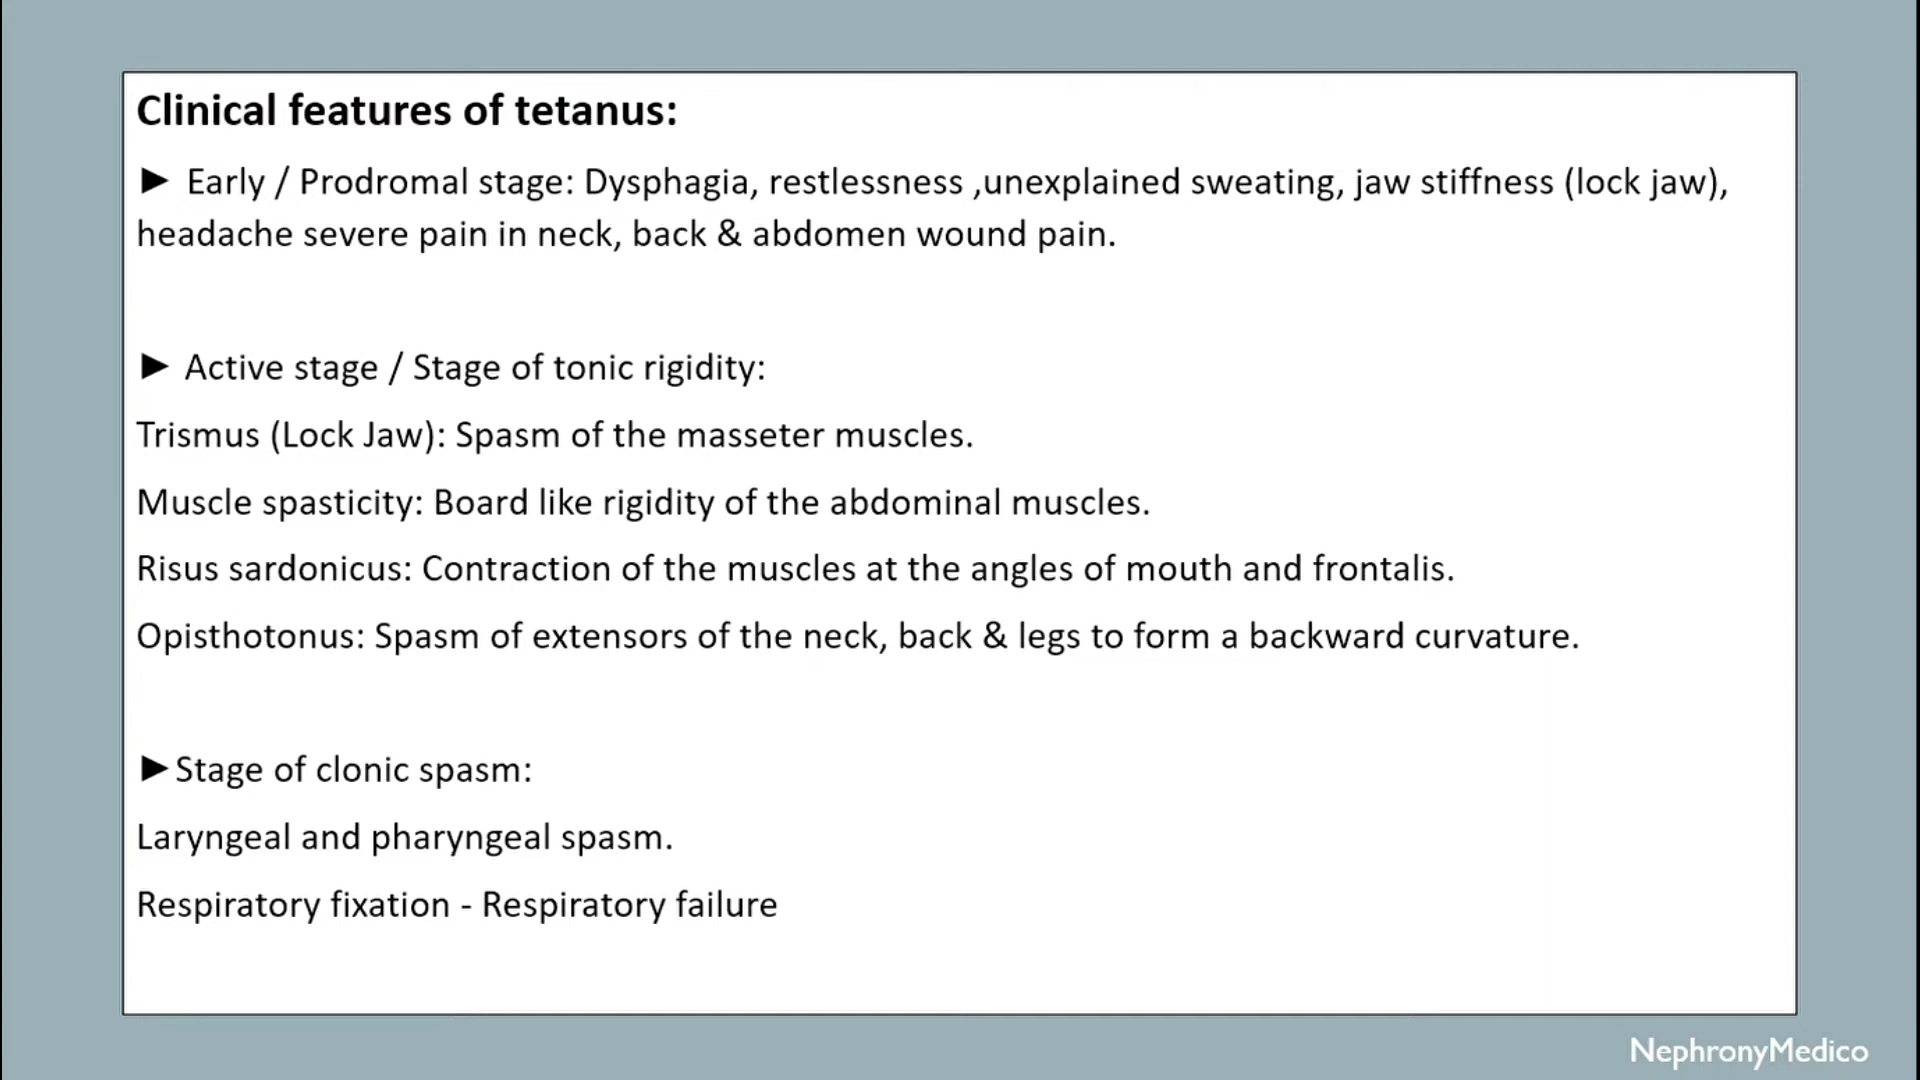 Clinical features of tetanus:
► Early / Prodromal stage: Dysphagia, restlessness ,unexplained sweating, jaw stiffness (lock jaw),
headache severe pain in neck, back & abdomen wound pain.
► Active stage / Stage of tonic rigidity:
Trismus (Lock Jaw): Spasm of the masseter muscles.
Muscle spasticity: Board like rigidity of the abdominal muscles.
Risus sardonicus: Contraction of the muscles at the angles of mouth and frontalis.
Opisthotonus: Spasm of extensors of the neck, back & legs to form a backward curvature.
►Stage of clonic spasm:
Laryngeal and pharyngeal spasm.
Respiratory fixation - Respiratory failure
NephronyMedico